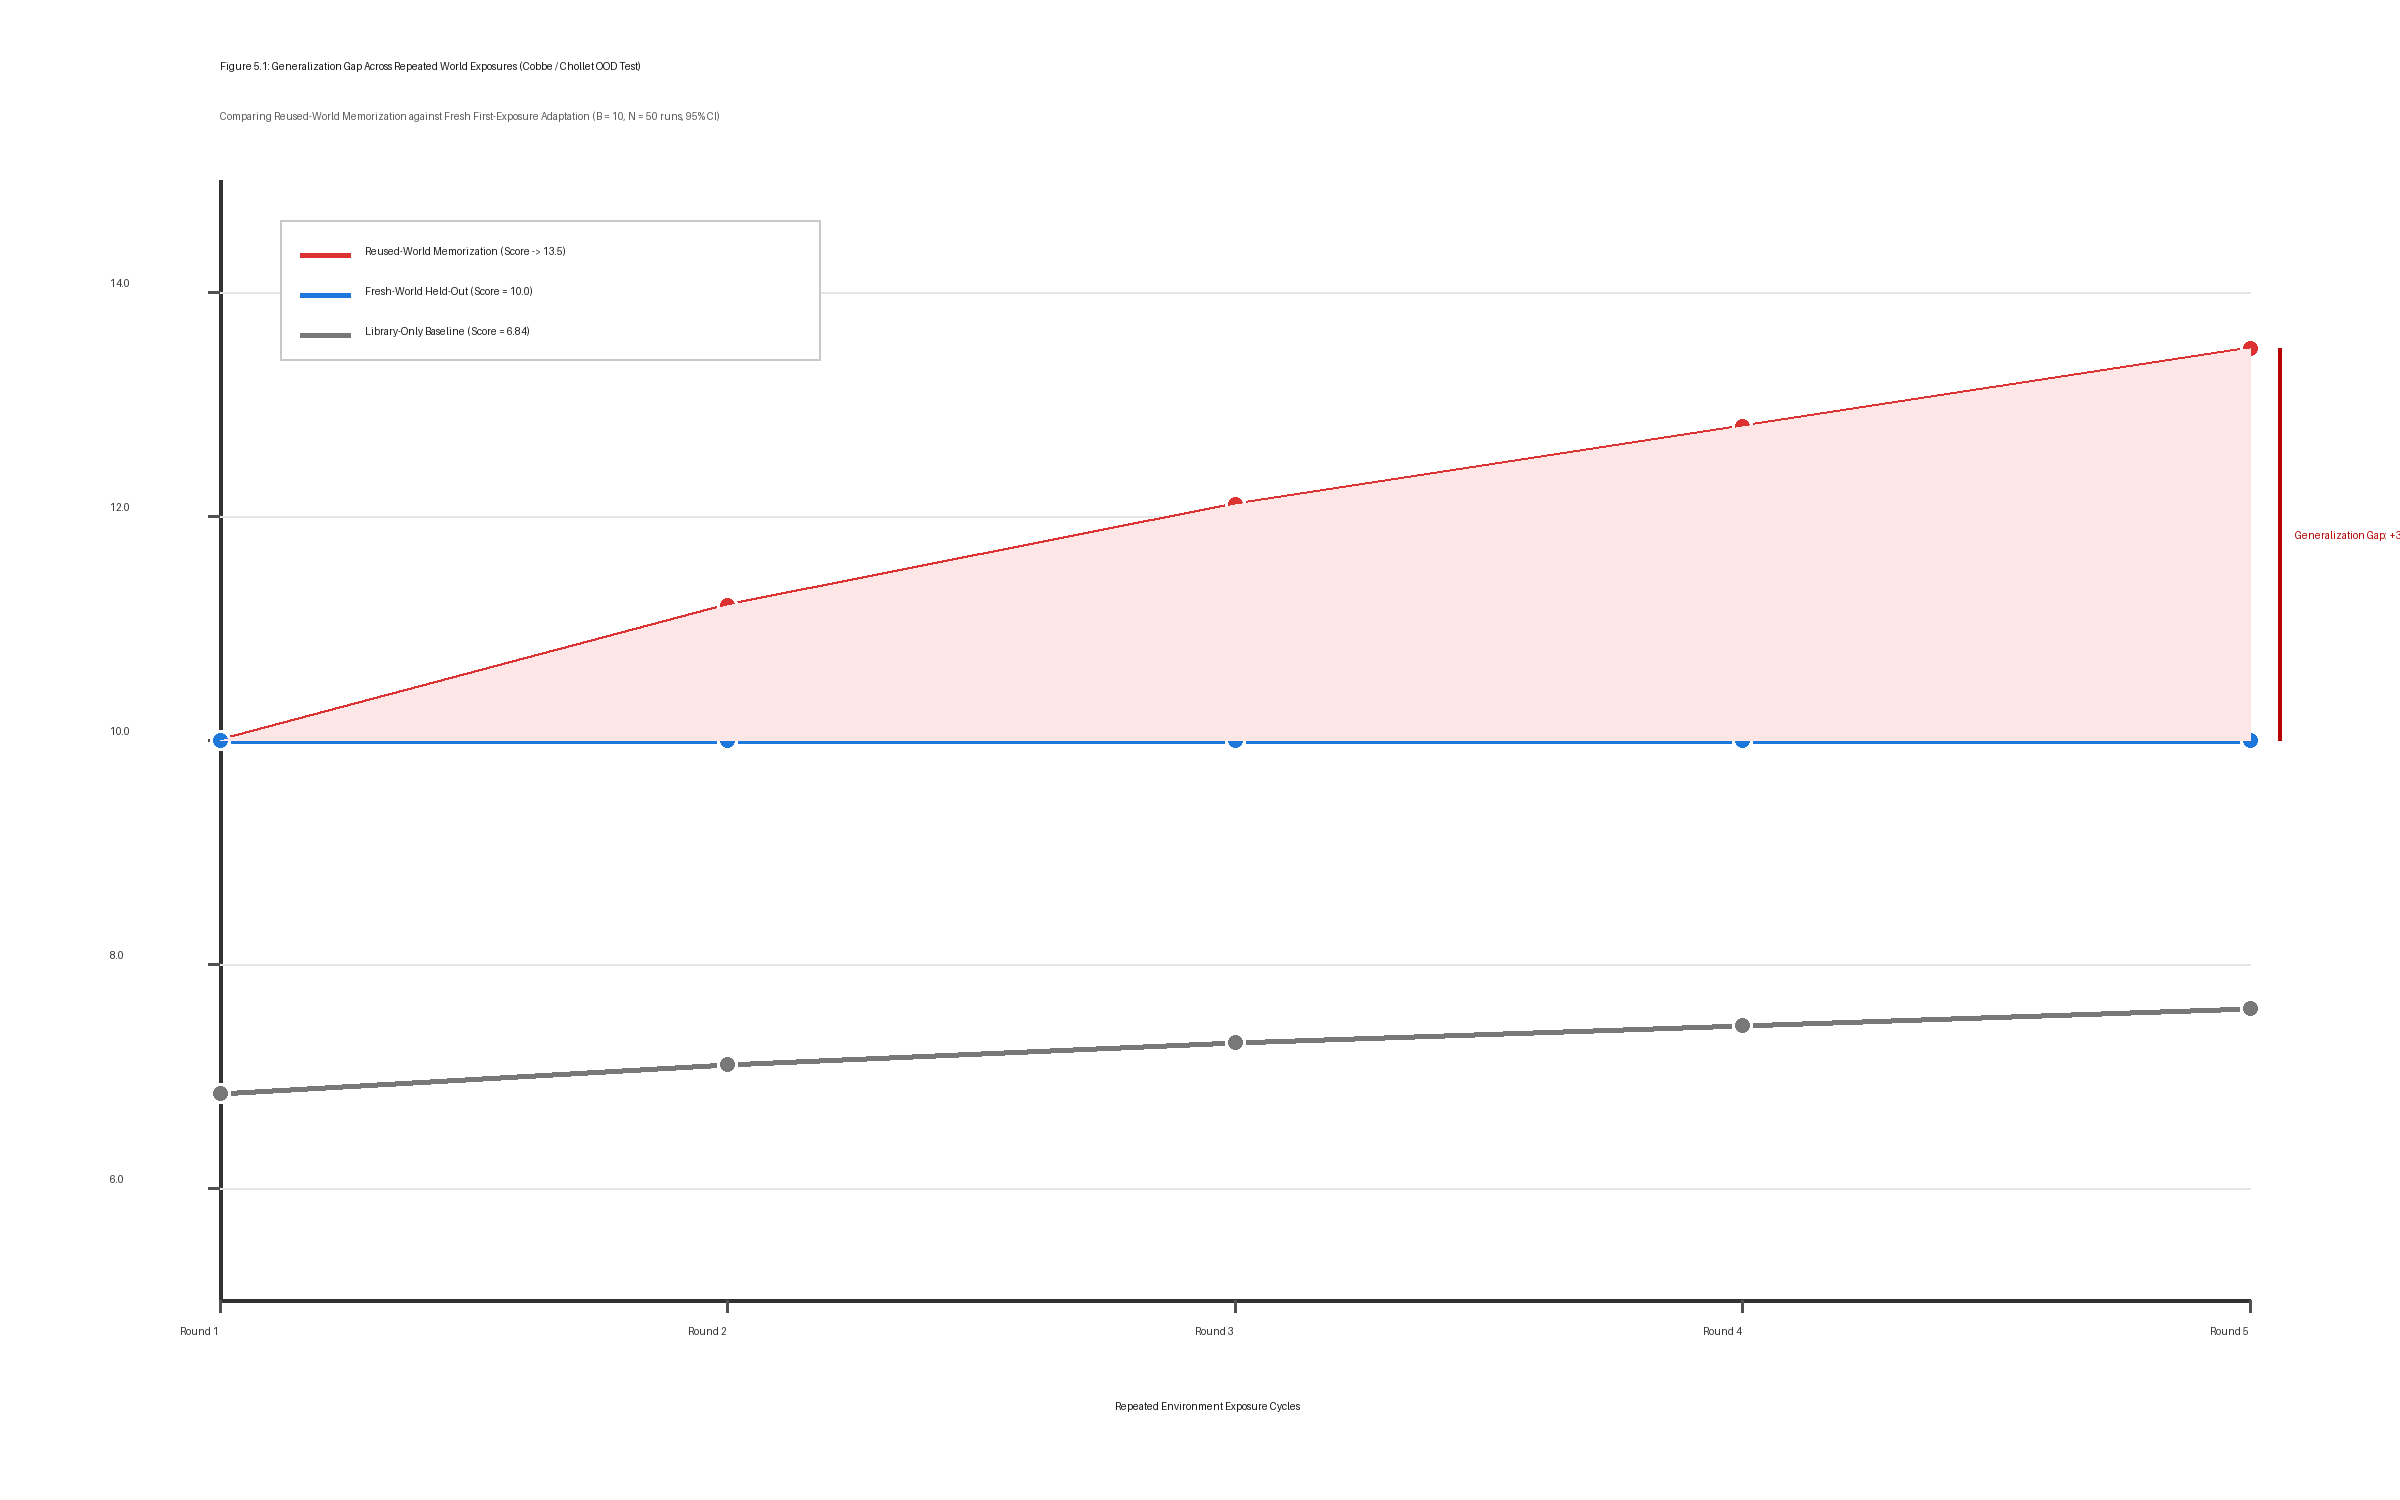 Figure 5.1: Generalization Gap Across Repeated World Exposures (Cobbe / Chollet OOD Test)
Comparing Reused-World Memorization against Fresh First-Exposure Adaptation (B = 10, N = 50 runs, 95% CI)
Reused-World Memorization (Score -> 13.5)
Fresh-World Held-Out (Score = 10.0)
Library-Only Baseline (Score = 6.84)
14.0
12.0
Generalization Gap: +3
10.0
8.0
6.0
Round 1
Round 2
Round 3
Round 4
Round 5
Repeated Environment Exposure Cycles